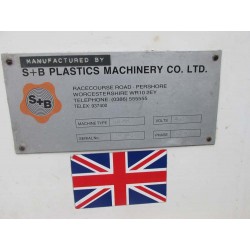 MANUFACTURED BY
S+B PLASTICS MACHINERY CO. LTD.
S+B
RACECOURSE ROAD · PERSHORE
WORCESTERSHIRE WR10 2EY
TELEPHONE: (0386) 555555
TELEX: 337305
MACHINE TYPE
VOLTS
SERIAL No.
PHASE